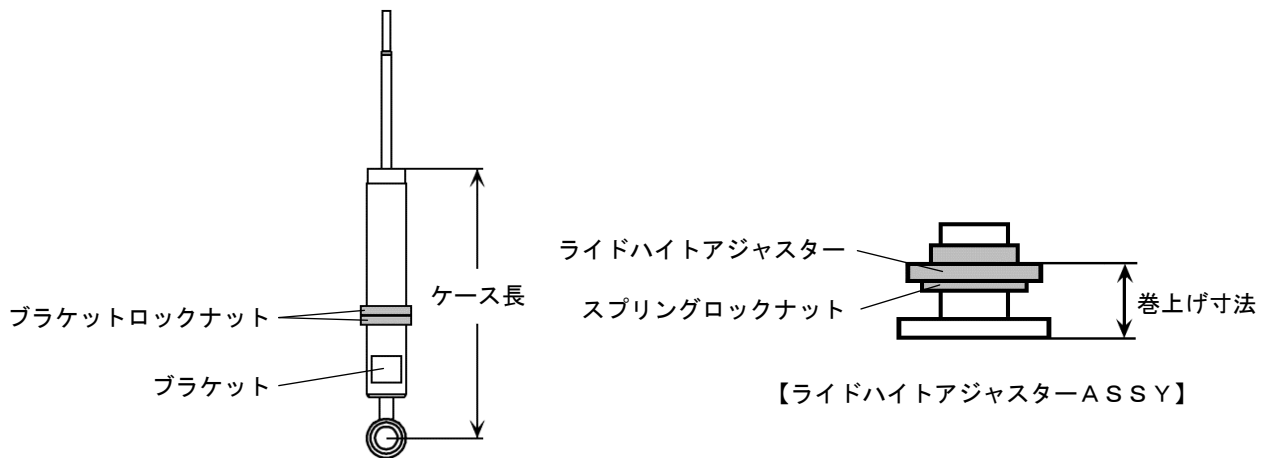 ケース長
ブラケットロックナット
ブラケット
ライドハイトアジャスター
スプリングロックナット
巻上げ寸法
【ライドハイトアジャスターＡＳＳＹ】